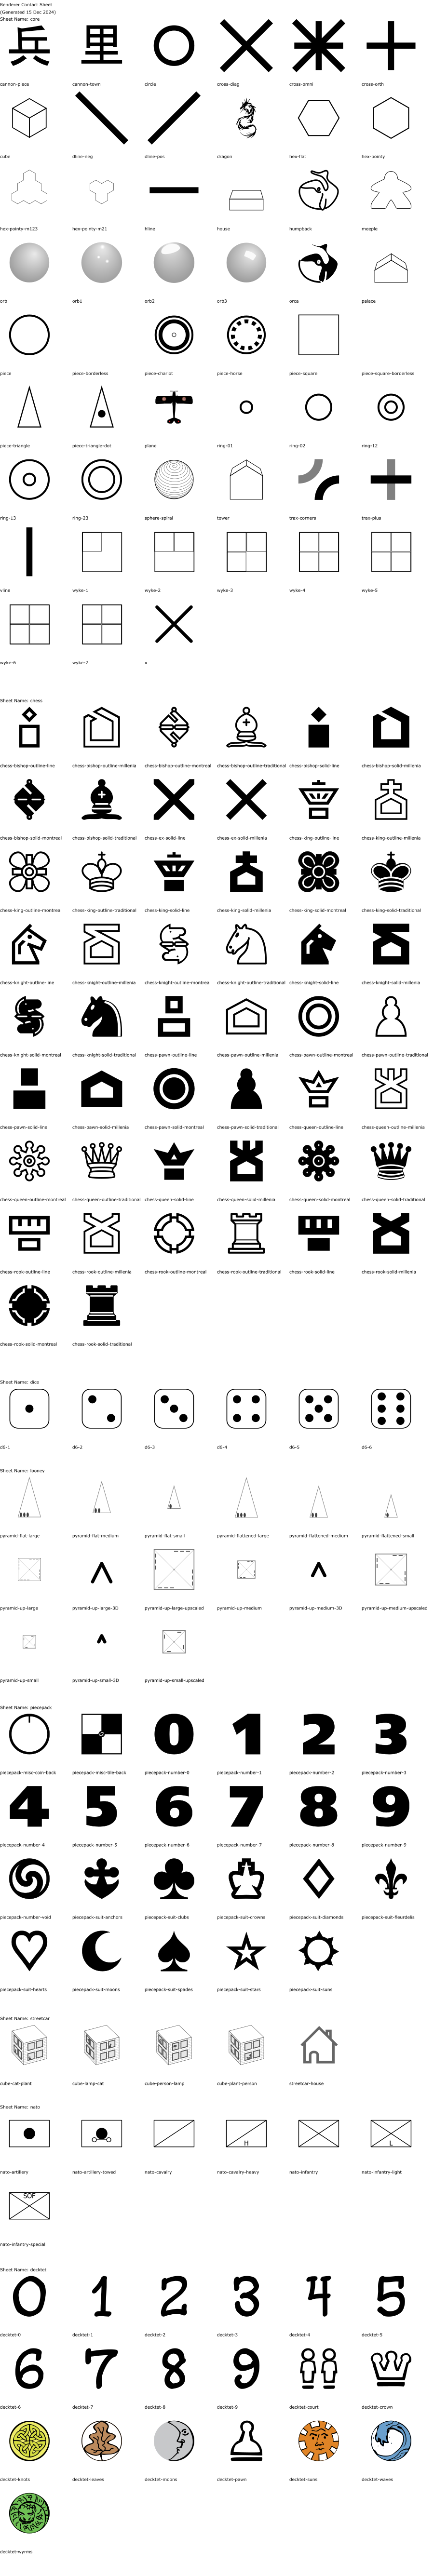 Renderer Contact Sheet
(Generated 15 Dec 2024)
Sheet Name: core
兵 里
cannon-piece cannon-town circle cross-diag cross-omni cross-orth
cube dline-neg dline-pos dragon hex-flat hex-pointy
hex-pointy-m123 hex-pointy-m21 hline house humpback meeple
orb orb1 orb2 orb3 orca palace
piece piece-borderless piece-chariot piece-horse piece-square piece-square-borderless
piece-triangle piece-triangle-dot plane ring-01 ring-02 ring-12
ring-13 ring-23 sphere-spiral tower trax-corners trax-plus
vline wyke-1 wyke-2 wyke-3 wyke-4 wyke-5
wyke-6 wyke-7 x
Sheet Name: chess
chess-bishop-outline-line chess-bishop-outline-millenia chess-bishop-outline-montreal chess-bishop-outline-traditional chess-bishop-solid-line chess-bishop-solid-millenia
chess-bishop-solid-montreal chess-bishop-solid-traditional chess-ex-solid-line chess-ex-solid-millenia chess-king-outline-line chess-king-outline-millenia
chess-king-outline-montreal chess-king-outline-traditional chess-king-solid-line chess-king-solid-millenia chess-king-solid-montreal chess-king-solid-traditional
chess-knight-outline-line chess-knight-outline-millenia chess-knight-outline-montreal chess-knight-outline-traditional chess-knight-solid-line chess-knight-solid-millenia
chess-knight-solid-montreal chess-knight-solid-traditional chess-pawn-outline-line chess-pawn-outline-millenia chess-pawn-outline-montreal chess-pawn-outline-traditional
chess-pawn-solid-line chess-pawn-solid-millenia chess-pawn-solid-montreal chess-pawn-solid-traditional chess-queen-outline-line chess-queen-outline-millenia
chess-queen-outline-montreal chess-queen-outline-traditional chess-queen-solid-line chess-queen-solid-millenia chess-queen-solid-montreal chess-queen-solid-traditional
chess-rook-outline-line chess-rook-outline-millenia chess-rook-outline-montreal chess-rook-outline-traditional chess-rook-solid-line chess-rook-solid-millenia
chess-rook-solid-montreal chess-rook-solid-traditional
Sheet Name: dice
d6-1 d6-2 d6-3 d6-4 d6-5 d6-6
Sheet Name: looney
pyramid-flat-large pyramid-flat-medium pyramid-flat-small pyramid-flattened-large pyramid-flattened-medium pyramid-flattened-small
pyramid-up-large pyramid-up-large-3D pyramid-up-large-upscaled pyramid-up-medium pyramid-up-medium-3D pyramid-up-medium-upscaled
pyramid-up-small pyramid-up-small-3D pyramid-up-small-upscaled
Sheet Name: piecepack
0 1 2 3
piecepack-misc-coin-back piecepack-misc-tile-back piecepack-number-0 piecepack-number-1 piecepack-number-2 piecepack-number-3
4 5 6 7 8 9
piecepack-number-4 piecepack-number-5 piecepack-number-6 piecepack-number-7 piecepack-number-8 piecepack-number-9
piecepack-number-void piecepack-suit-anchors piecepack-suit-clubs piecepack-suit-crowns piecepack-suit-diamonds piecepack-suit-fleurdelis
piecepack-suit-hearts piecepack-suit-moons piecepack-suit-spades piecepack-suit-stars piecepack-suit-suns
Sheet Name: streetcar
cube-cat-plant cube-lamp-cat cube-person-lamp cube-plant-person streetcar-house
Sheet Name: nato
H L
nato-artillery nato-artillery-towed nato-cavalry nato-cavalry-heavy nato-infantry nato-infantry-light
SOF
nato-infantry-special
Sheet Name: decktet
0 1 2 3 4 5
decktet-0 decktet-1 decktet-2 decktet-3 decktet-4 decktet-5
6 7 8 9
decktet-6 decktet-7 decktet-8 decktet-9 decktet-court decktet-crown
decktet-knots decktet-leaves decktet-moons decktet-pawn decktet-suns decktet-waves
decktet-wyrms